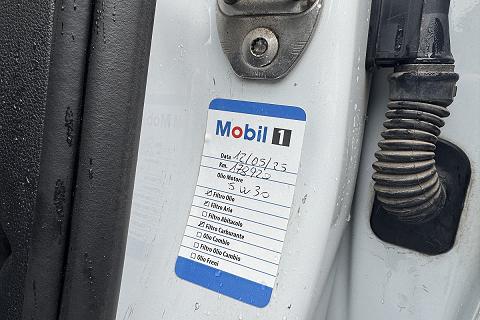 Mobil 1
Data 12/05/25
Km. 178920
Olio Motore
5W30
Filtro Olio
Filtro Aria
Filtro Abitacolo
Filtro Carburante
Olio Cambio
Filtro Olio Cambio
Olio Freni